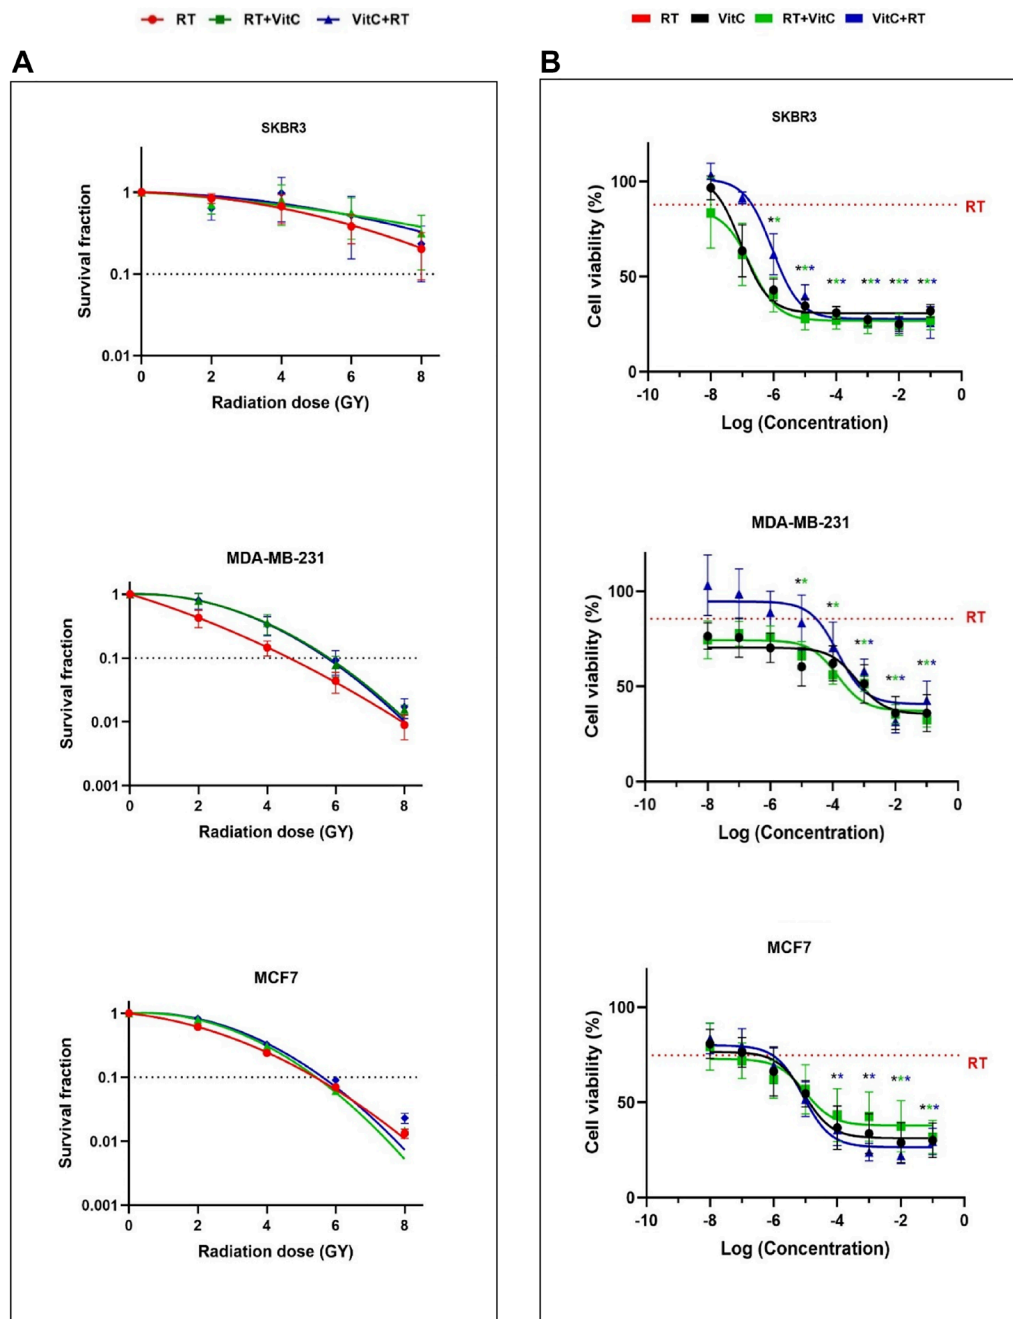 RT RT+VitC VitC+RT
RT VitC RT+VitC VitC+RT
A
SKBR3
Survival fraction
1
0.1
0.01
0 2 4 6 8
Radiation dose (GY)
MDA-MB-231
Survival fraction
1
0.1
0.01
0.001
0 2 4 6 8
Radiation dose (GY)
MCF7
Survival fraction
1
0.1
0.01
0.001
0 2 4 6 8
Radiation dose (GY)
B
SKBR3
Cell viability (%)
100
50
0
RT
** *** *** *** *** ***
-10 -8 -6 -4 -2 0
Log (Concentration)
MDA-MB-231
Cell viability (%)
100
50
0
RT
** ** *** *** ***
-10 -8 -6 -4 -2 0
Log (Concentration)
MCF7
Cell viability (%)
100
50
0
RT
** ** *** ***
-10 -8 -6 -4 -2 0
Log (Concentration)